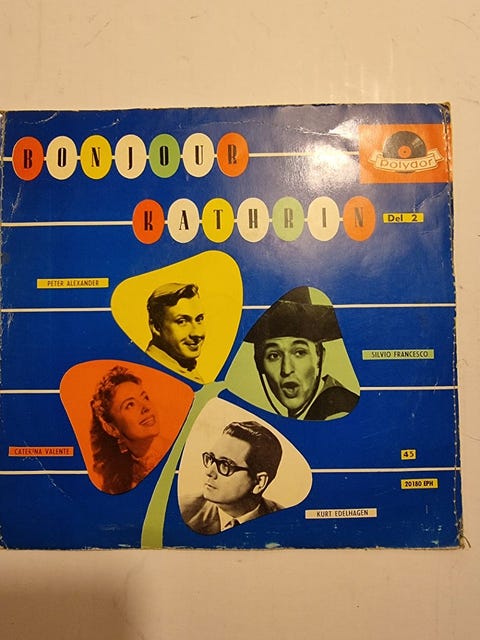 BONJOUR
polydor
KATHRIN
Del 2
PETER ALEXANDER
SILVIO FRANCESCO
CATERINA VALENTE
45
20180 EPH
KURT EDELHAGEN